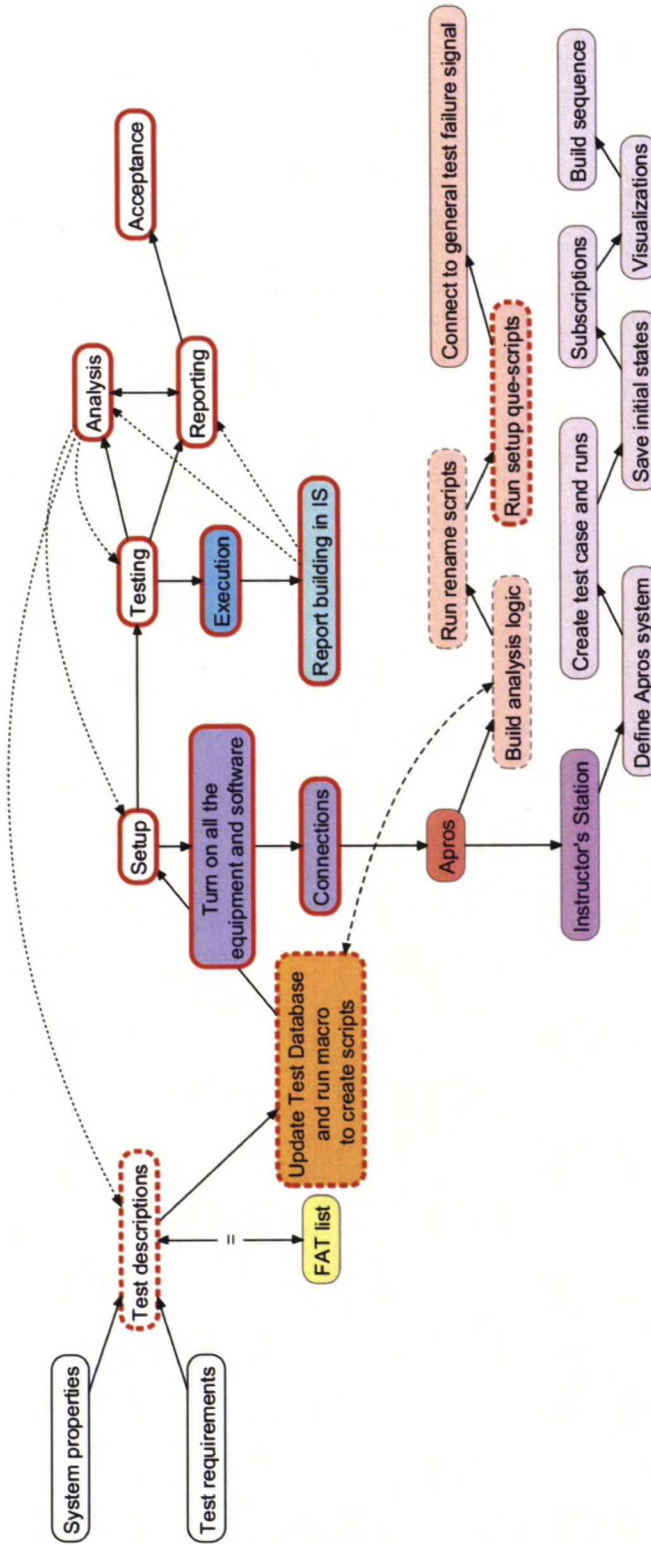 System properties
Test requirements
Test descriptions
=
FAT list
Update Test Database
and run macro
to create scripts
Setup
Turn on all the
equipment and software
Connections
Testing
Execution
Report building in IS
Analysis
Reporting
Acceptance
Apros
Build analysis logic
Run rename scripts
Run setup que-scripts
Connect to general test failure signal
Instructor's Station
Define Apros system
Create test case and runs
Save initial states
Subscriptions
Visualizations
Build sequence